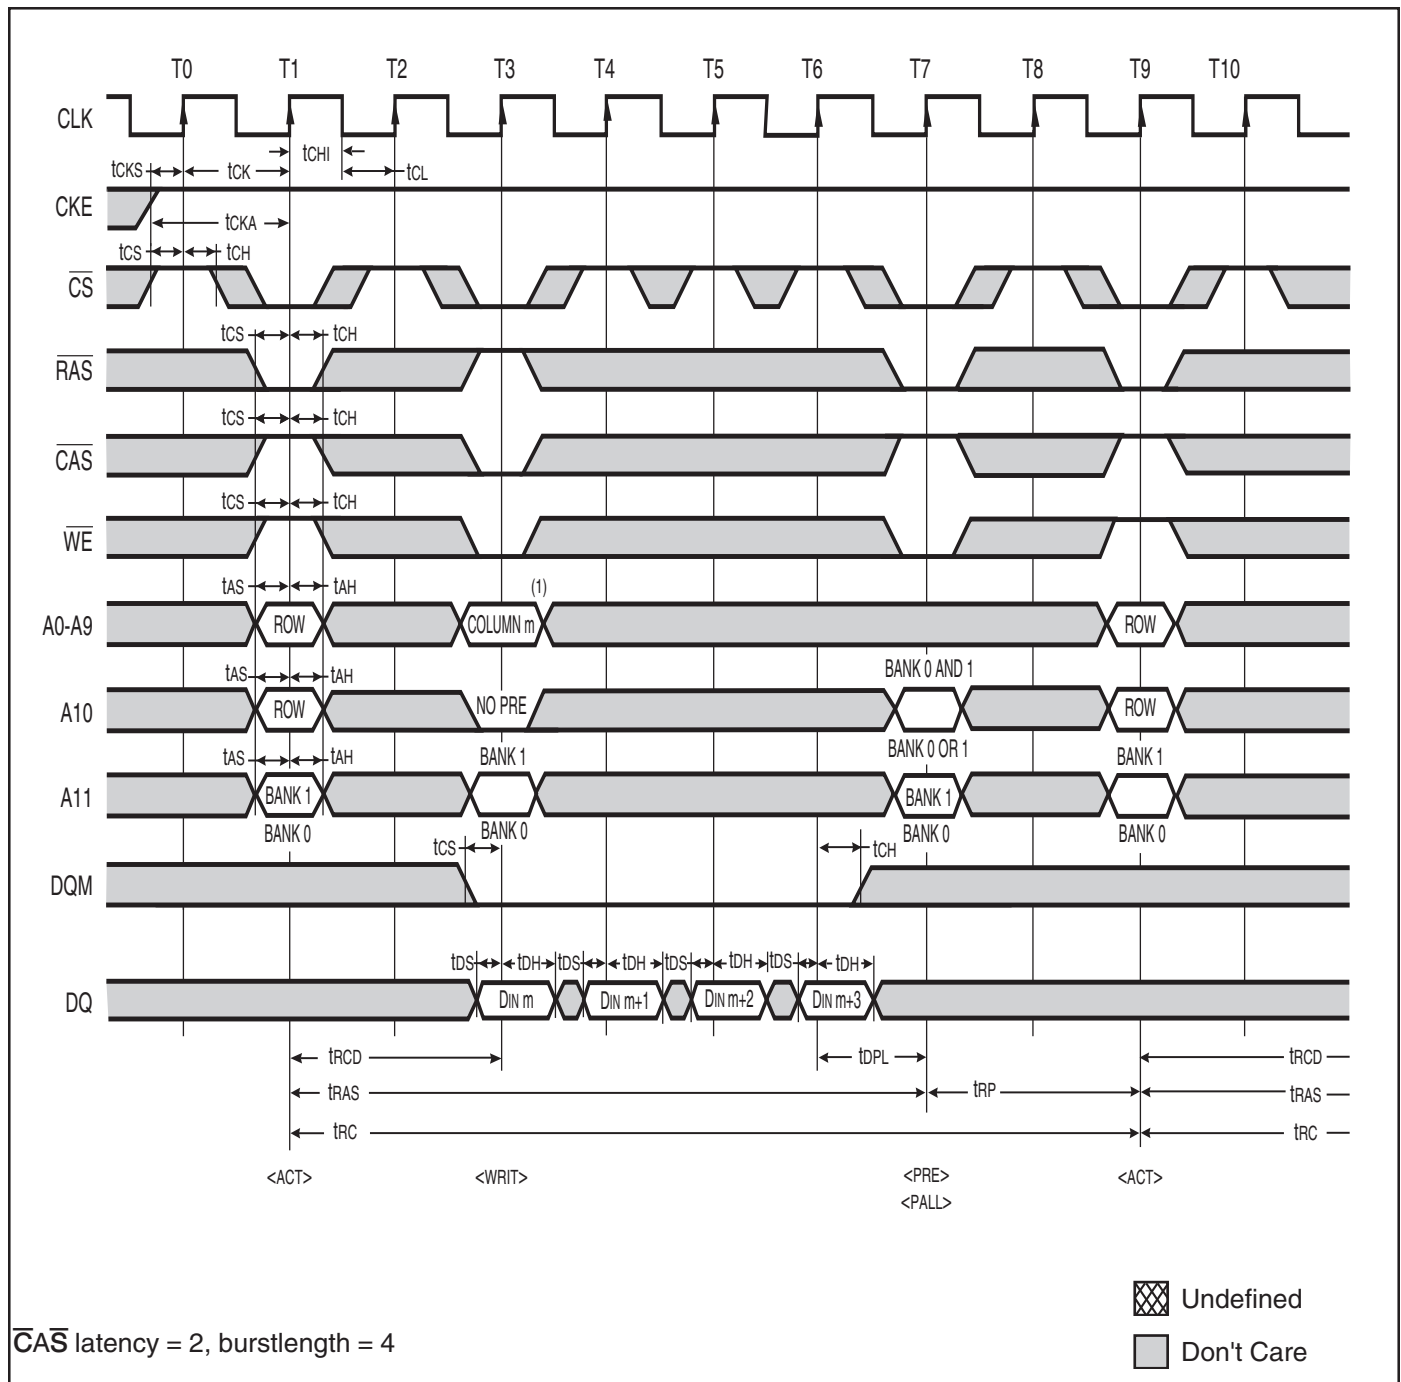 T0 T1 T2 T3 T4 T5 T6 T7 T8 T9 T10
CLK
tCHI
tCKS tCK tCL
CKE
tCKA
tCS tCH
CS
tCS tCH
RAS
tCS tCH
CAS
tCS tCH
WE
tAS tAH (1)
A0-A9 ROW COLUMN m ROW
BANK 0 AND 1
tAS tAH
A10 ROW NO PRE ROW
BANK 0 OR 1
tAS tAH BANK 1 BANK 1
A11 BANK 1 BANK 1
BANK 0 BANK 0 BANK 0 BANK 0
tCS tCH
DQM
tDS tDH tDS tDH tDS tDH tDS tDH
DQ DIN m DIN m+1 DIN m+2 DIN m+3
tRCD tDPL tRCD
tRAS tRP tRAS
tRC tRC
<ACT> <WRIT> <PRE> <ACT>
<PALL>
Undefined
CAS latency = 2, burstlength = 4
Don't Care